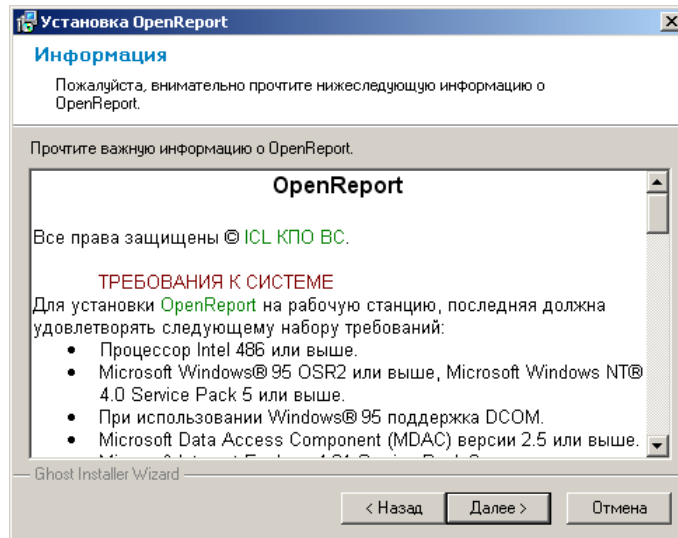 Установка OpenReport
Информация
Пожалуйста, внимательно прочтите нижеследующую информацию о
OpenReport.
Прочтите важную информацию о OpenReport.
OpenReport
Все права защищены © ICL КПО ВС.
ТРЕБОВАНИЯ К СИСТЕМЕ
Для установки OpenReport на рабочую станцию, последняя должна
удовлетворять следующему набору требований:
• Процессор Intel 486 или выше.
• Microsoft Windows® 95 OSR2 или выше, Microsoft Windows NT®
4.0 Service Pack 5 или выше.
• При использовании Windows® 95 поддержка DCOM.
• Microsoft Data Access Component (MDAC) версии 2.5 или выше.
Ghost Installer Wizard
< Назад
Далее >
Отмена